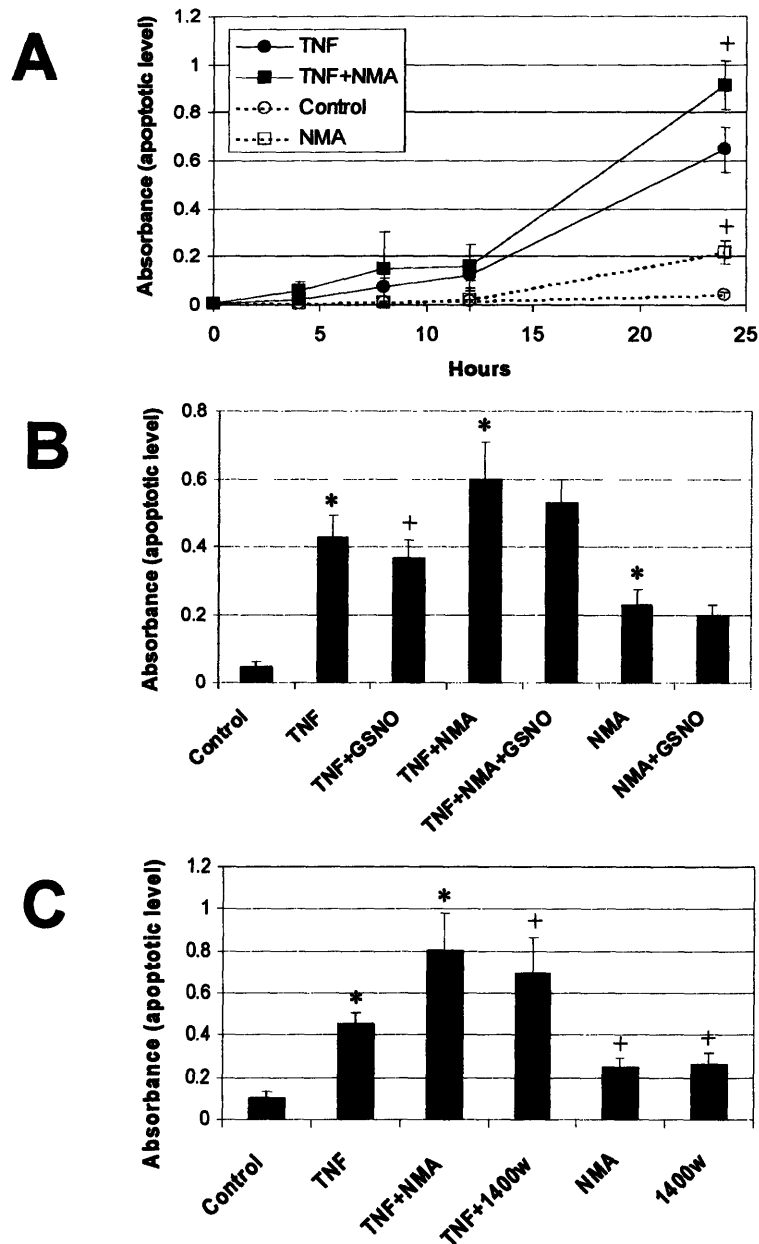 A
Absorbance (apoptotic level)
1.2
1
0.8
0.6
0.4
0.2
0
TNF
TNF+NMA
Control
NMA
+
+
0 5 10 15 20 25
Hours
B
Absorbance (apoptotic level)
0.8
0.6
0.4
0.2
0
*
+
*
*
Control
TNF
TNF+GSNO
TNF+NMA
TNF+NMA+GSNO
NMA
NMA+GSNO
C
Absorbance (apoptotic level)
1.2
1
0.8
0.6
0.4
0.2
0
*
*
+
+
+
Control
TNF
TNF+NMA
TNF+1400w
NMA
1400w